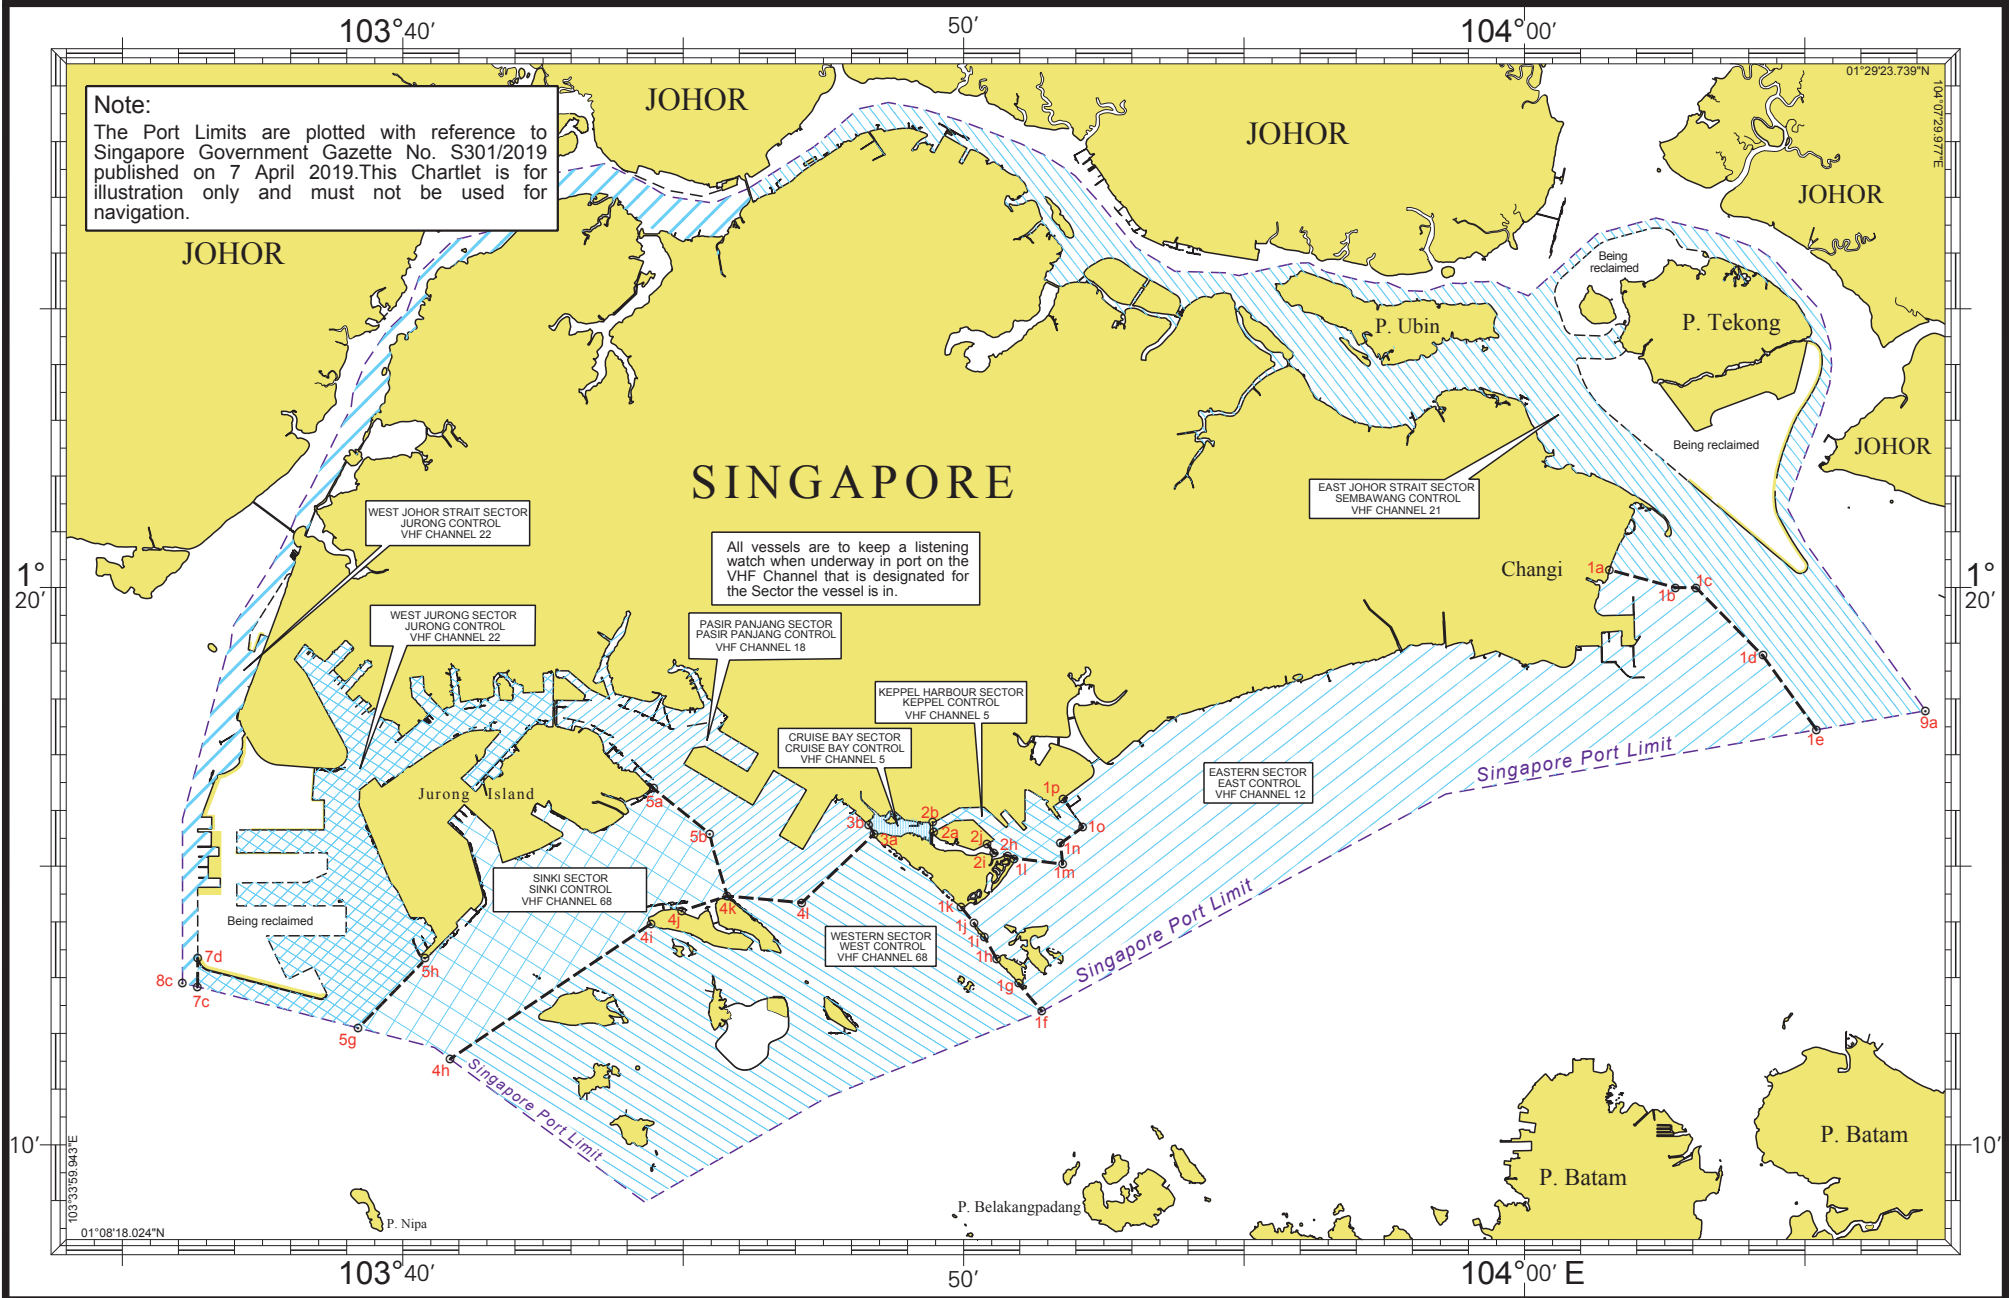 103°40′
50′
104°00′
01°29'23.739"N
104°07'29.977"E
Note:
The Port Limits are plotted with reference to
Singapore Government Gazette No. S301/2019
published on 7 April 2019.This Chartlet is for
illustration only and must not be used for
navigation.
JOHOR
JOHOR
JOHOR
JOHOR
JOHOR
Being
reclaimed
P. Ubin
P. Tekong
Being reclaimed
SINGAPORE
EAST JOHOR STRAIT SECTOR
SEMBAWANG CONTROL
VHF CHANNEL 21
WEST JOHOR STRAIT SECTOR
JURONG CONTROL
VHF CHANNEL 22
All vessels are to keep a listening
watch when underway in port on the
VHF Channel that is designated for
the Sector the vessel is in.
Changi
1°
20′
1°
20′
1a
1b
1c
1d
1e
9a
WEST JURONG SECTOR
JURONG CONTROL
VHF CHANNEL 22
PASIR PANJANG SECTOR
PASIR PANJANG CONTROL
VHF CHANNEL 18
KEPPEL HARBOUR SECTOR
KEPPEL CONTROL
VHF CHANNEL 5
CRUISE BAY SECTOR
CRUISE BAY CONTROL
VHF CHANNEL 5
EASTERN SECTOR
EAST CONTROL
VHF CHANNEL 12
Singapore Port Limit
Jurong Island
5a
5b
3b
3a
2b
2a
2j
2h
2i
1l
1p
1o
1n
1m
SINKI SECTOR
SINKI CONTROL
VHF CHANNEL 68
4k
4j
4i
4l
1k
1j
1i
1h
1g
1f
WESTERN SECTOR
WEST CONTROL
VHF CHANNEL 68
Singapore Port Limit
Being reclaimed
7d
8c
7c
5h
5g
4h
Singapore Port Limit
10′
10′
P. Batam
P. Batam
P. Belakangpadang
P. Nipa
103°33'59.943"E
01°08'18.024"N
103°40′
50′
104°00′ E